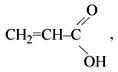 O
CH₂=CH-C
OH ,